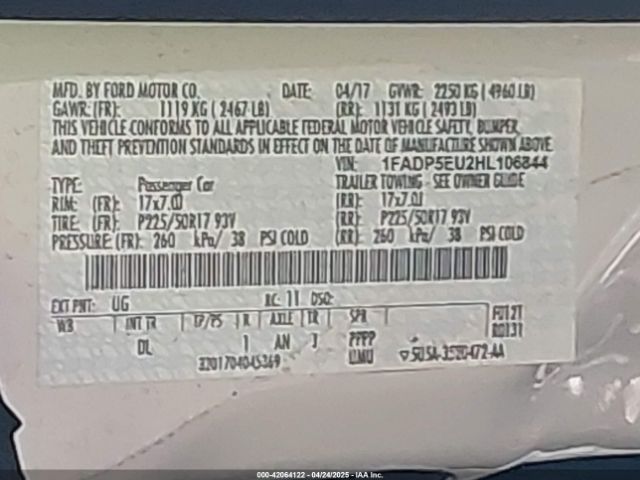 MFD. BY FORD MOTOR CO. DATE: 04/17 GVWR: 2250 KG ( 4960 LB)
GAWR: (FR): 1119 KG ( 2467 LB) (RR): 1131 KG ( 2493 LB)
THIS VEHICLE CONFORMS TO ALL APPLICABLE FEDERAL MOTOR VEHICLE SAFETY, BUMPER,
AND THEFT PREVENTION STANDARDS IN EFFECT ON THE DATE OF MANUFACTURE SHOWN ABOVE.
VIN: 1FADP5EU2HL106844
TYPE: Passenger Car TRAILER TOWING - SEE OWNER GUIDE
RIM: (FR): 17x7.0J (RR): 17x7.0J
TIRE: (FR): P225/50R17 93V (RR): P225/50R17 93V
PRESSURE: (FR): 260 kPa/ 38 PSI COLD (RR): 260 kPa/ 38 PSI COLD
EXT PNT: UG RC: 11 DSO:
WB INT TR TP/PS R AXLE TR SPR
DL 1 AN J PPPP
3201704045369 UMU
000-42064122 - 04/24/2025 - IAA Inc.